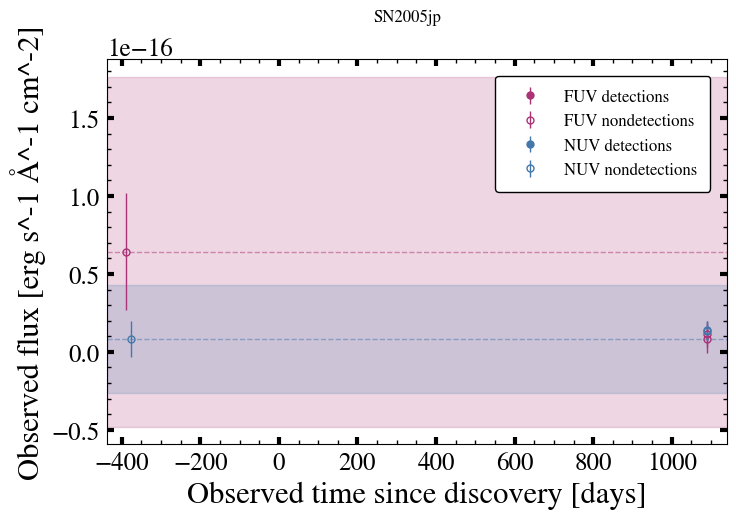 SN2005jp
1e−16
Observed flux [erg s^-1 Å^-1 cm^-2]
1.5
1.0
0.5
0.0
−0.5
FUV detections
FUV nondetections
NUV detections
NUV nondetections
−400 −200 0 200 400 600 800 1000
Observed time since discovery [days]